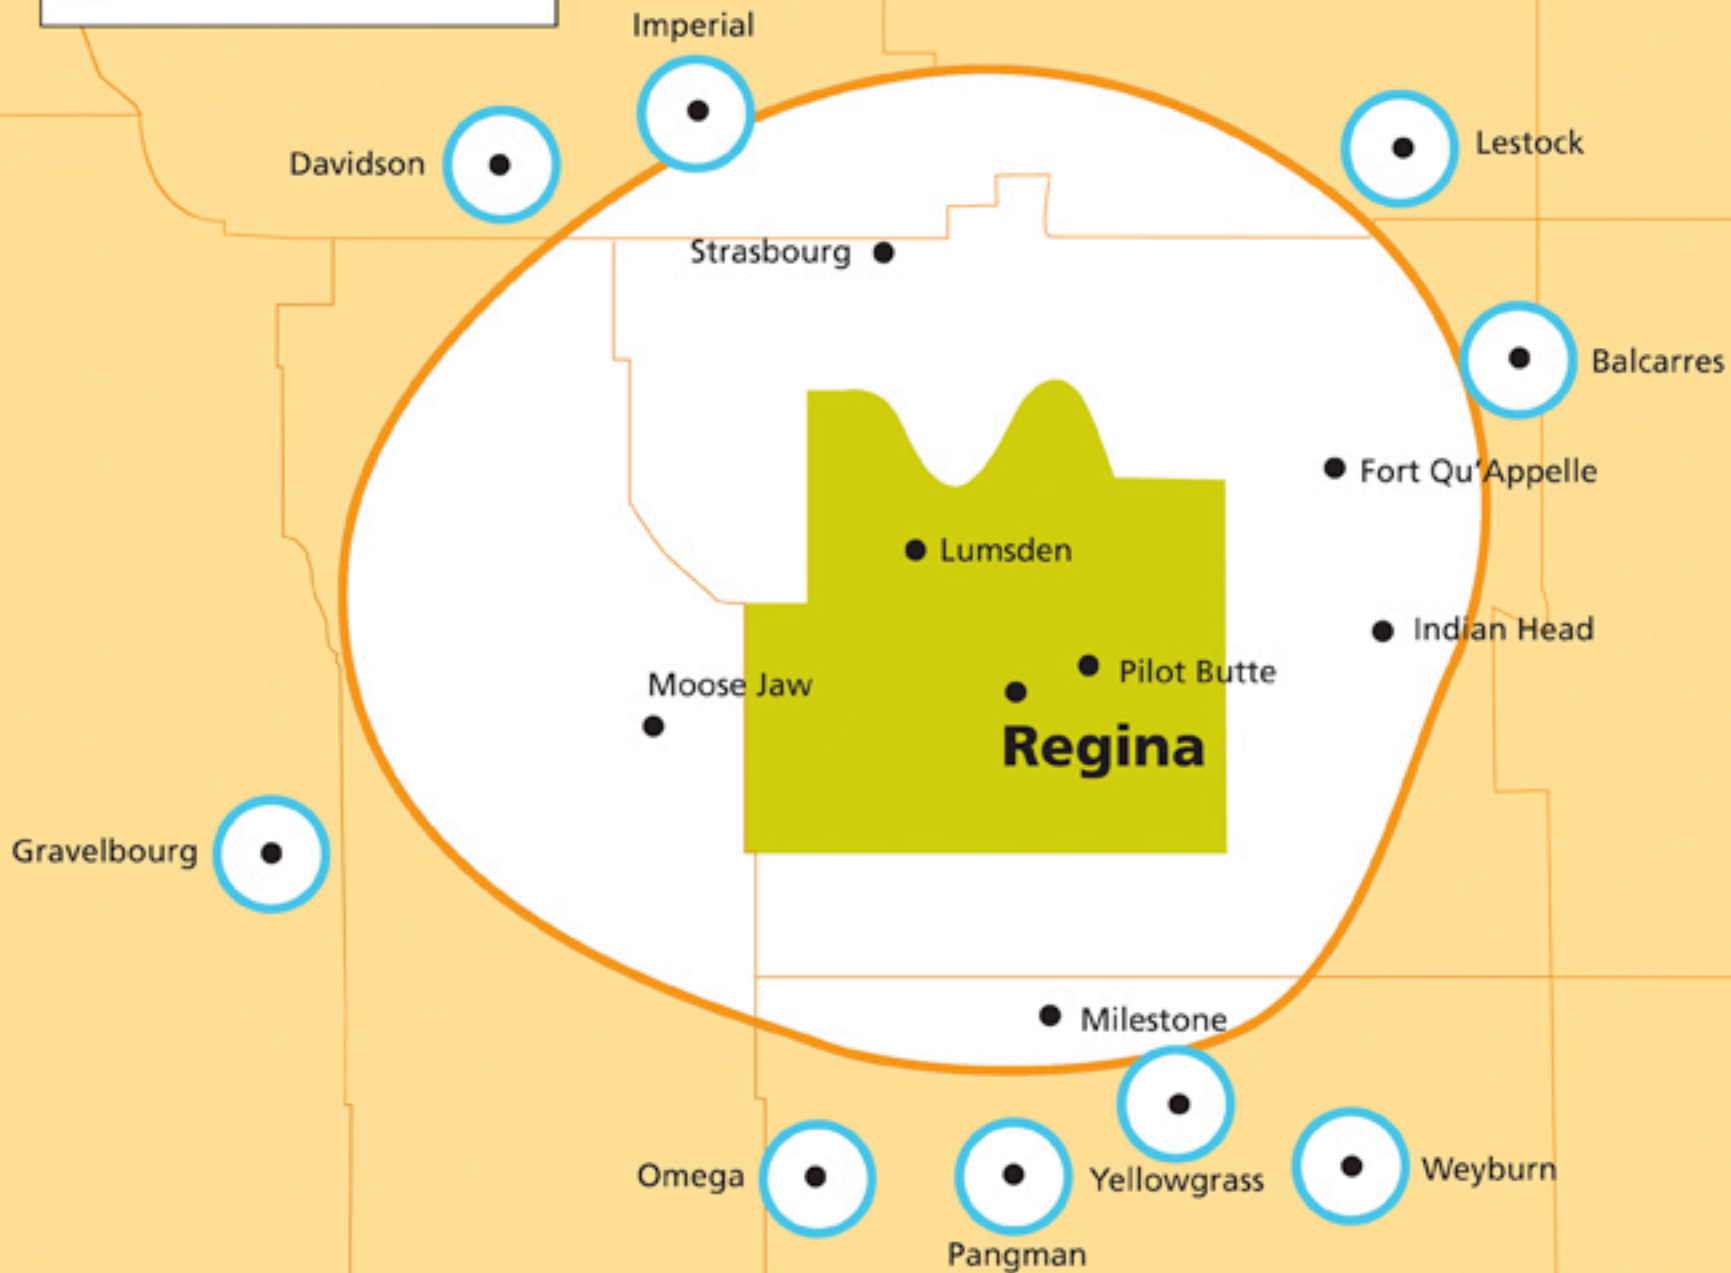 Imperial
Lestock
Davidson
Strasbourg
Balcarres
Fort Qu'Appelle
Lumsden
Indian Head
Pilot Butte
Moose Jaw
Regina
Gravelbourg
Milestone
Omega
Yellowgrass
Weyburn
Pangman